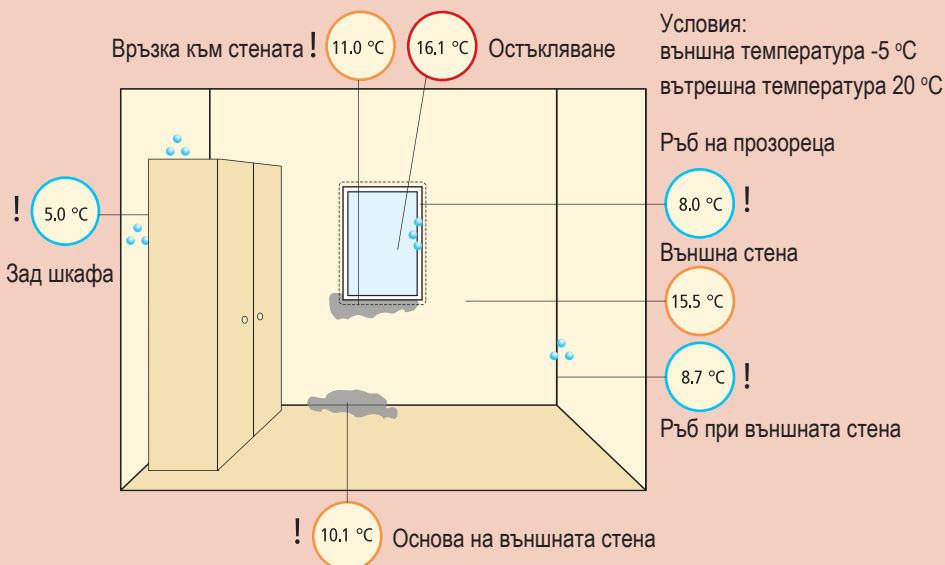 Връзка към стената ! 11.0 °C
16.1 °C Остъкляване
Условия:
външна температура -5 °C
вътрешна температура 20 °C
Ръб на прозореца
8.0 °C !
! 5.0 °C
Зад шкафа
Външна стена
15.5 °C
8.7 °C !
Ръб при външната стена
! 10.1 °C Основа на външната стена